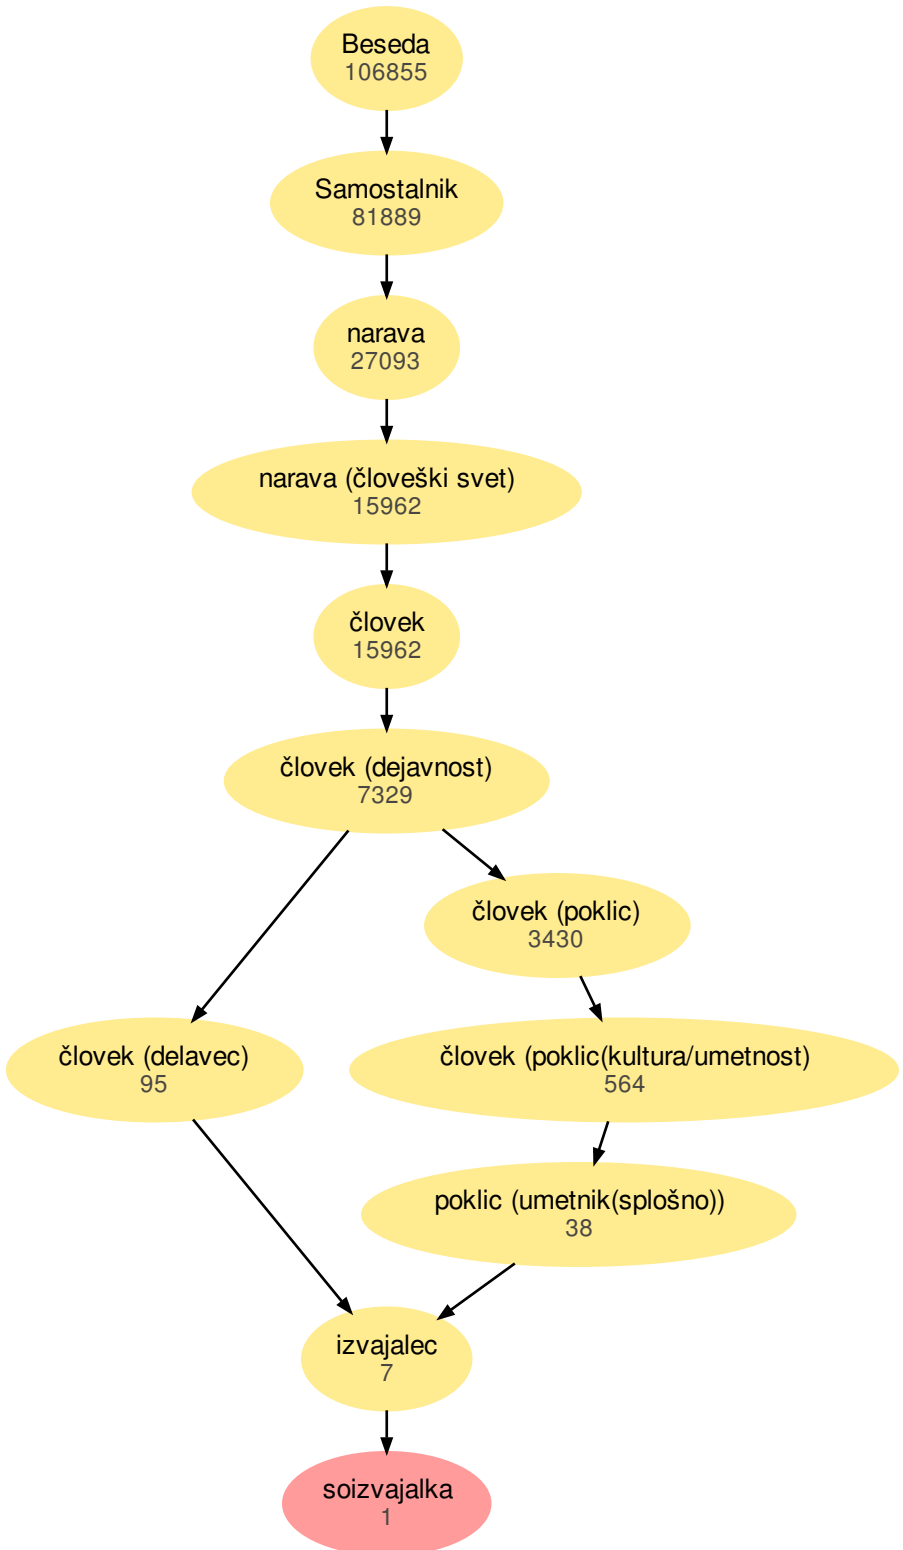 Beseda
106855
Samostalnik
81889
narava
27093
narava (človeški svet)
15962
človek
15962
človek (dejavnost)
7329
človek (poklic)
3430
človek (delavec)
95
človek (poklic(kultura/umetnost)
564
poklic (umetnik(splošno))
38
izvajalec
7
soizvajalka
1